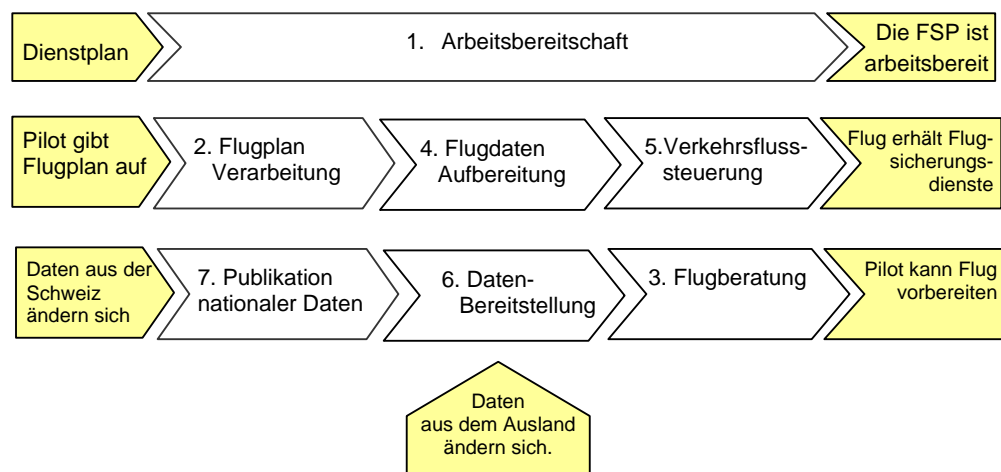 Dienstplan
1. Arbeitsbereitschaft
Die FSP ist
arbeitsbereit
Pilot gibt
Flugplan auf
2. Flugplan
Verarbeitung
4. Flugdaten
Aufbereitung
5.Verkehrsfluss-
steuerung
Flug erhält Flug-
sicherungs-
dienste
Daten aus der
Schweiz
ändern sich
7. Publikation
nationaler Daten
6. Daten-
Bereitstellung
3. Flugberatung
Pilot kann Flug
vorbereiten
Daten
aus dem Ausland
ändern sich.